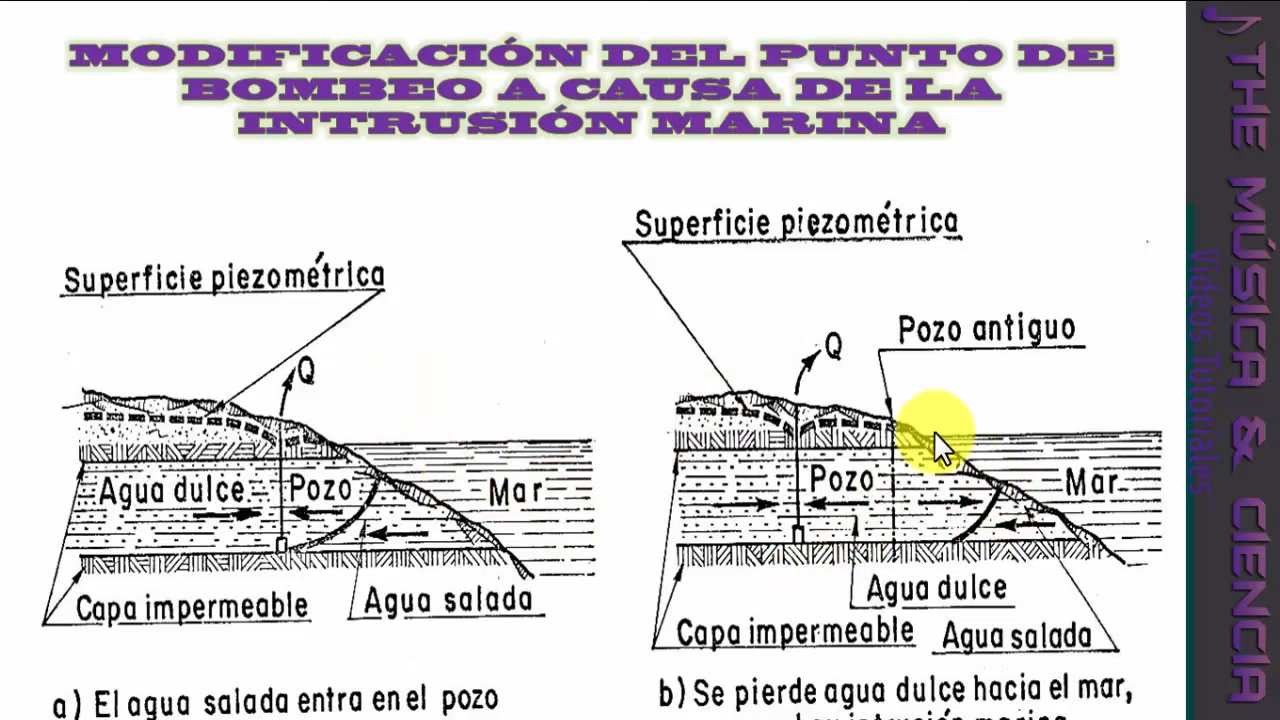 MODIFICACIÓN DEL PUNTO DE
BOMBEO A CAUSA DE LA
INTRUSIÓN MARINA
Superficie piezométrica
Q
Agua dulce
Pozo
Mar
Capa impermeable
Agua salada
a) El agua salada entra en el pozo
Superficie piezométrica
Pozo antiguo
Q
Pozo
Mar
Agua dulce
Capa impermeable
Agua salada
b) Se pierde agua dulce hacia el mar,
THE MÚSICA & CIENCIA
Videos Tutoriales